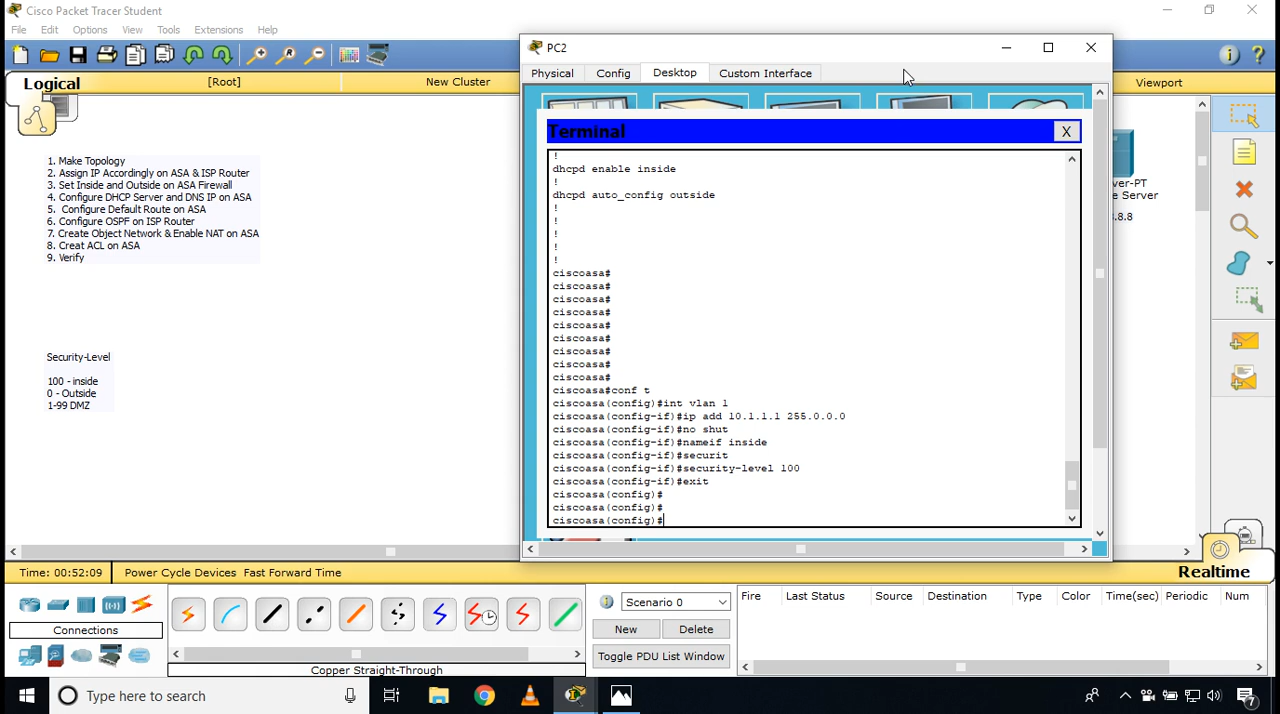 Cisco Packet Tracer Student
File Edit Options View Tools Extensions Help
Logical [Root] New Cluster Viewport
1. Make Topology
2. Assign IP Accordingly on ASA & ISP Router
3. Set Inside and Outside on ASA Firewall
4. Configure DHCP Server and DNS IP on ASA
5. Configure Default Route on ASA
6. Configure OSPF on ISP Router
7. Create Object Network & Enable NAT on ASA
8. Creat ACL on ASA
9. Verify
Security-Level
100 - inside
0 - Outside
1-99 DMZ
PC2
Physical Config Desktop Custom Interface
Terminal
X
!
dhcpd enable inside
!
dhcpd auto_config outside
!
!
!
!
!
ciscoasa#
ciscoasa#
ciscoasa#
ciscoasa#
ciscoasa#
ciscoasa#
ciscoasa#
ciscoasa#
ciscoasa#
ciscoasa#conf t
ciscoasa(config)#int vlan 1
ciscoasa(config-if)#ip add 10.1.1.1 255.0.0.0
ciscoasa(config-if)#no shut
ciscoasa(config-if)#nameif inside
ciscoasa(config-if)#securit
ciscoasa(config-if)#security-level 100
ciscoasa(config-if)#exit
ciscoasa(config)#
ciscoasa(config)#
ciscoasa(config)#
ver-PT
e Server
.8.8
Time: 00:52:09 Power Cycle Devices Fast Forward Time
Realtime
Connections
Copper Straight-Through
Scenario 0
New Delete
Toggle PDU List Window
Fire Last Status Source Destination Type Color Time(sec) Periodic Num
Type here to search
7